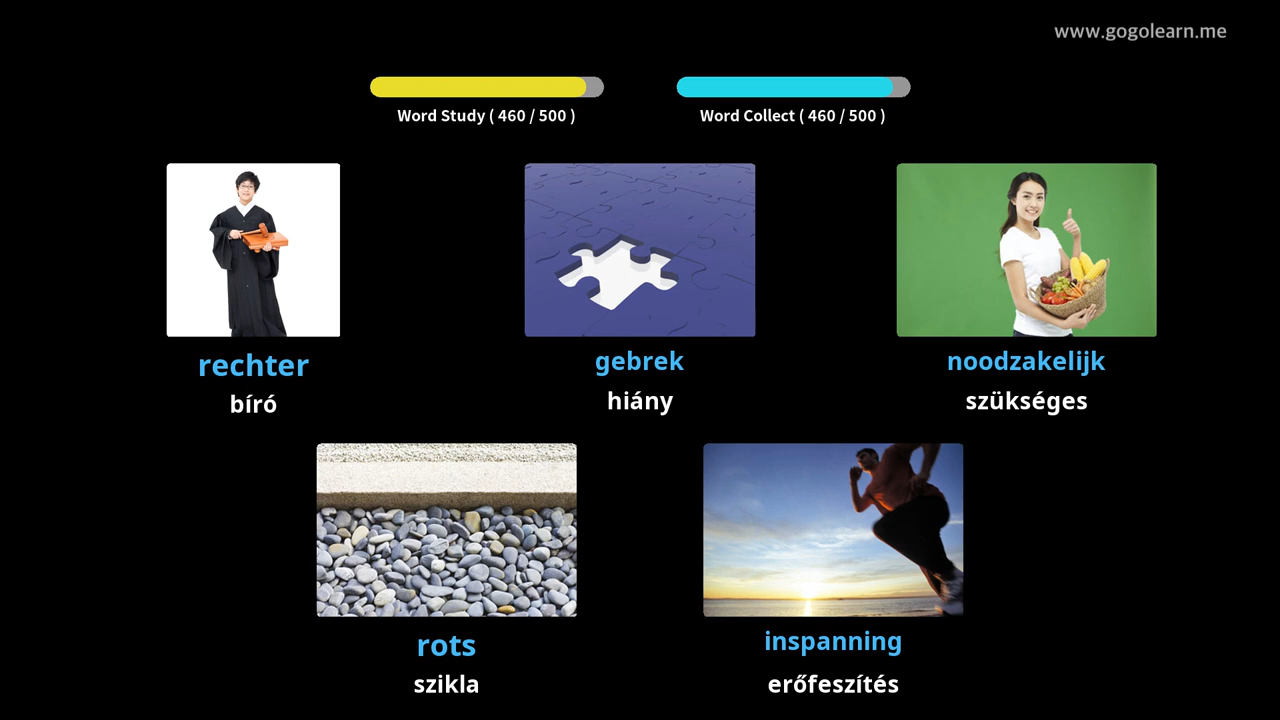 www.gogolearn.me
Word Study ( 460 / 500 )
Word Collect ( 460 / 500 )
rechter
bíró
gebrek
hiány
noodzakelijk
szükséges
rots
szikla
inspanning
erőfeszítés